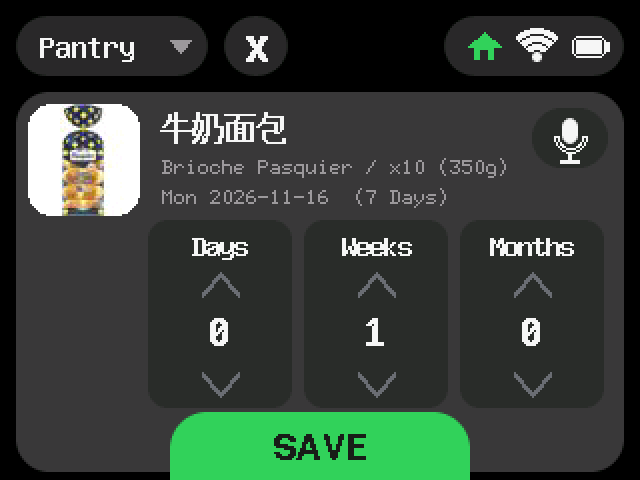 Pantry
X
牛奶面包
Brioche Pasquier / x10 (350g)
Mon 2026-11-16 (7 Days)
Days
Weeks
Months
0
1
0
SAVE